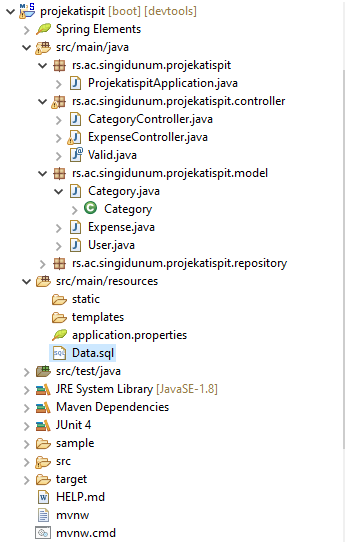 projekatispit [boot] [devtools]
Spring Elements
src/main/java
rs.ac.singidunum.projekatispit
ProjekatispitApplication.java
rs.ac.singidunum.projekatispit.controller
CategoryController.java
ExpenseController.java
Valid.java
rs.ac.singidunum.projekatispit.model
Category.java
Category
Expense.java
User.java
rs.ac.singidunum.projekatispit.repository
src/main/resources
static
templates
application.properties
Data.sql
src/test/java
JRE System Library [JavaSE-1.8]
Maven Dependencies
JUnit 4
sample
src
target
HELP.md
mvnw
mvnw.cmd